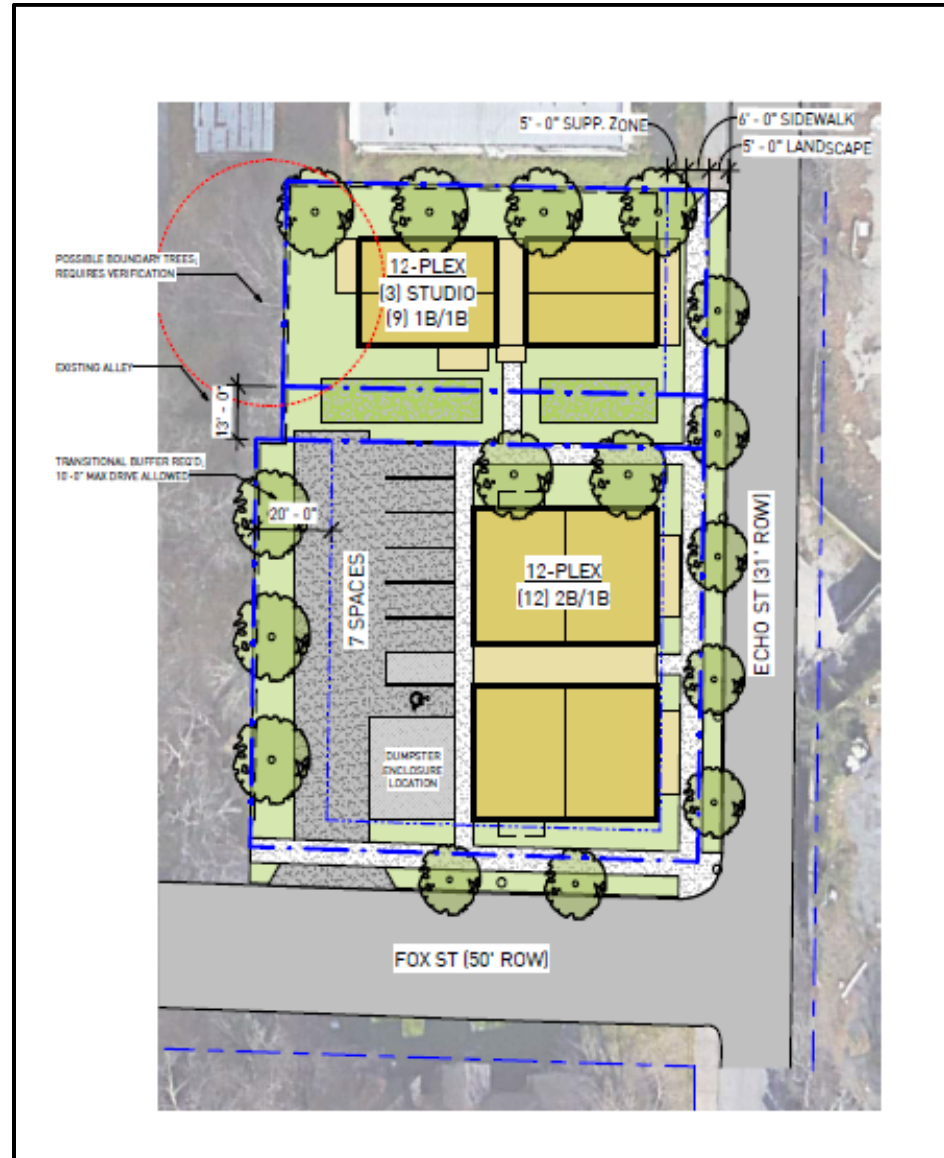 5' - 0" SUPP. ZONE
6' - 0" SIDEWALK
5' - 0" LANDSCAPE
POSSIBLE BOUNDARY TREES;
REQUIRES VERIFICATION
12-PLEX
(3) STUDIO
(9) 1B/1B
EXISTING ALLEY
13' - 0"
TRANSITIONAL BUFFER REQ'D;
10'-0" MAX DRIVE ALLOWED
20' - 0"
7 SPACES
12-PLEX
(12) 2B/1B
ECHO ST (31' ROW)
DUMPSTER
ENCLOSURE
LOCATION
FOX ST (50' ROW)